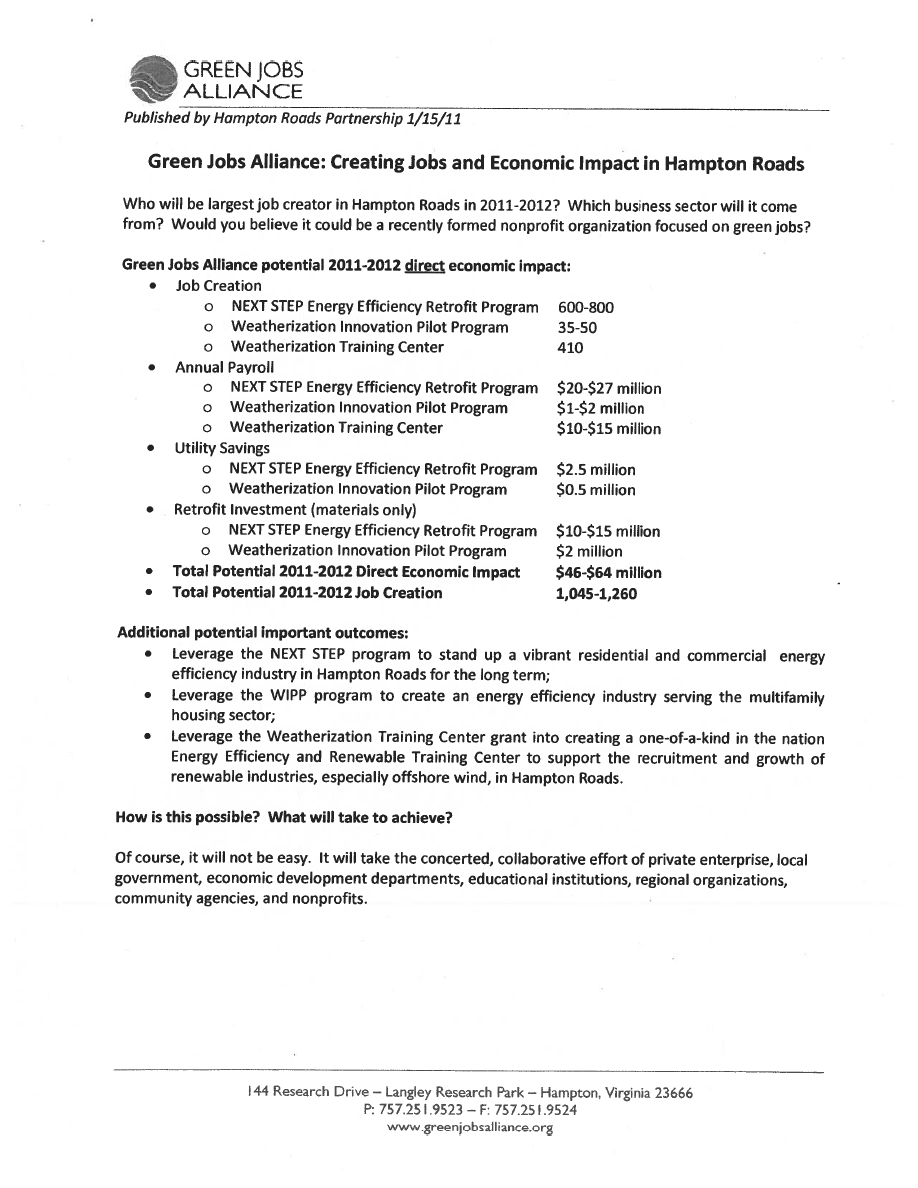 GREEN JOBS
ALLIANCE
Published by Hampton Roads Partnership 1/15/11
Green Jobs Alliance: Creating Jobs and Economic Impact in Hampton Roads
Who will be largest job creator in Hampton Roads in 2011-2012? Which business sector will it come
from? Would you believe it could be a recently formed nonprofit organization focused on green jobs?
Green Jobs Alliance potential 2011-2012 direct economic impact:
• Job Creation
o NEXT STEP Energy Efficiency Retrofit Program 600-800
o Weatherization Innovation Pilot Program 35-50
o Weatherization Training Center 410
• Annual Payroll
o NEXT STEP Energy Efficiency Retrofit Program $20-$27 million
o Weatherization Innovation Pilot Program $1-$2 million
o Weatherization Training Center $10-$15 million
• Utility Savings
o NEXT STEP Energy Efficiency Retrofit Program $2.5 million
o Weatherization Innovation Pilot Program $0.5 million
• Retrofit Investment (materials only)
o NEXT STEP Energy Efficiency Retrofit Program $10-$15 million
o Weatherization Innovation Pilot Program $2 million
• Total Potential 2011-2012 Direct Economic Impact $46-$64 million
• Total Potential 2011-2012 Job Creation 1,045-1,260
Additional potential important outcomes:
• Leverage the NEXT STEP program to stand up a vibrant residential and commercial energy
efficiency industry in Hampton Roads for the long term;
• Leverage the WIPP program to create an energy efficiency industry serving the multifamily
housing sector;
• Leverage the Weatherization Training Center grant into creating a one-of-a-kind in the nation
Energy Efficiency and Renewable Training Center to support the recruitment and growth of
renewable industries, especially offshore wind, in Hampton Roads.
How is this possible? What will take to achieve?
Of course, it will not be easy. It will take the concerted, collaborative effort of private enterprise, local
government, economic development departments, educational institutions, regional organizations,
community agencies, and nonprofits.
144 Research Drive – Langley Research Park – Hampton, Virginia 23666
P: 757.251.9523 – F: 757.251.9524
www.greenjobsalliance.org